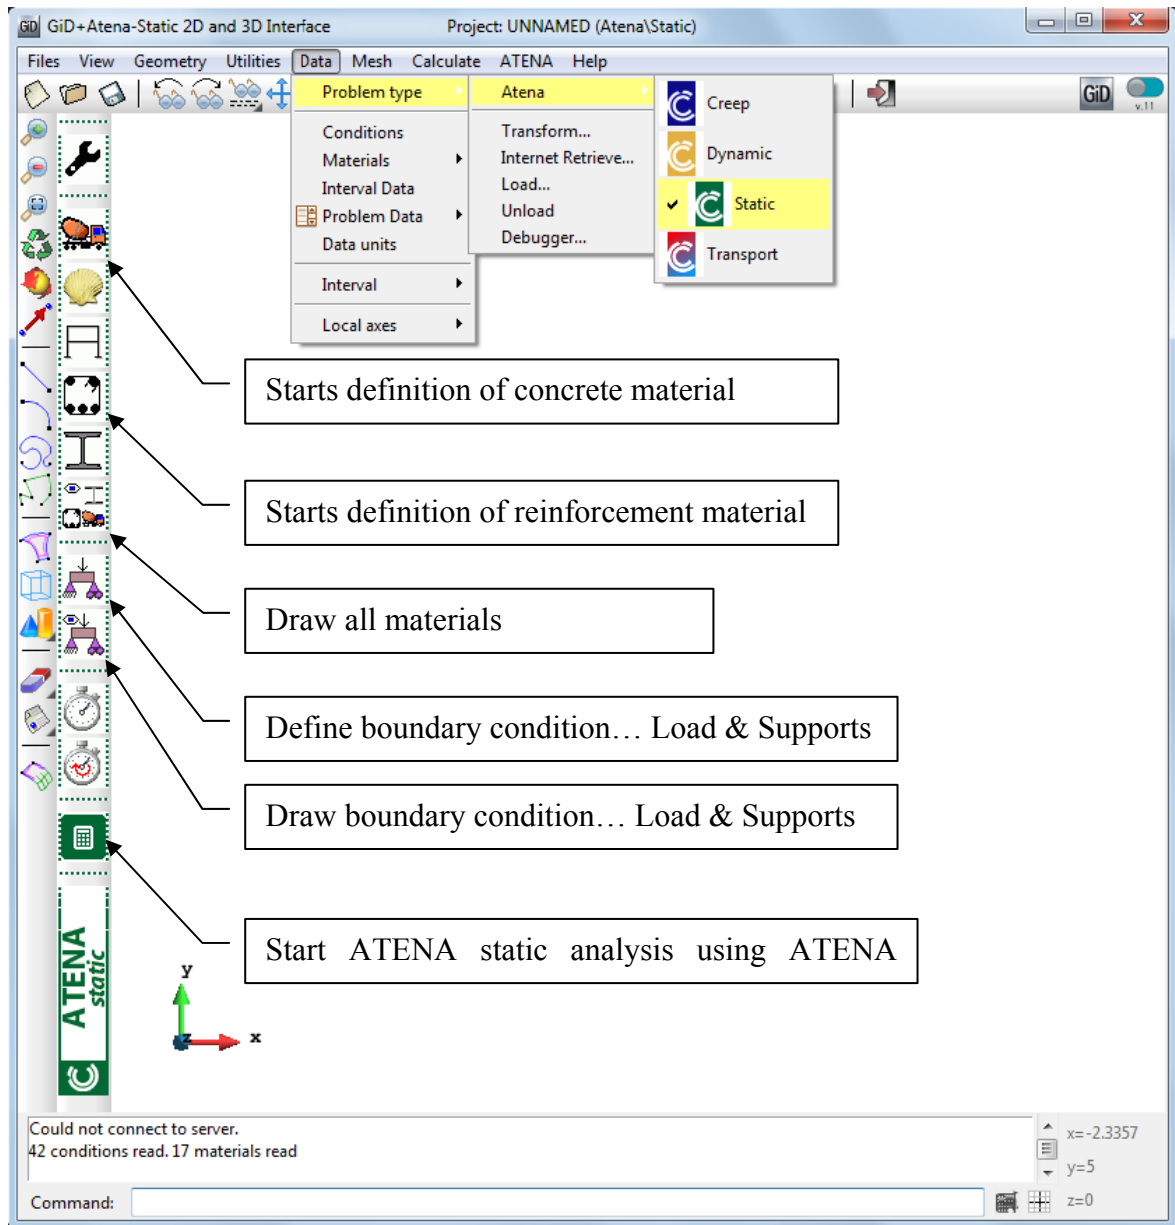 GiD GiD+Atena-Static 2D and 3D Interface Project: UNNAMED (Atena\Static)
Files View Geometry Utilities Data Mesh Calculate ATENA Help
Problem type
Conditions
Materials
Interval Data
Problem Data
Data units
Interval
Local axes
Atena
Transform...
Internet Retrieve...
Load...
Unload
Debugger...
Creep
Dynamic
Static
Transport
GiD
v.11
Starts definition of concrete material
Starts definition of reinforcement material
Draw all materials
Define boundary condition… Load & Supports
Draw boundary condition… Load & Supports
Start ATENA static analysis using ATENA
ATENA
static
y
z
x
Could not connect to server.
42 conditions read. 17 materials read
Command:
x=-2.3357
y=5
z=0